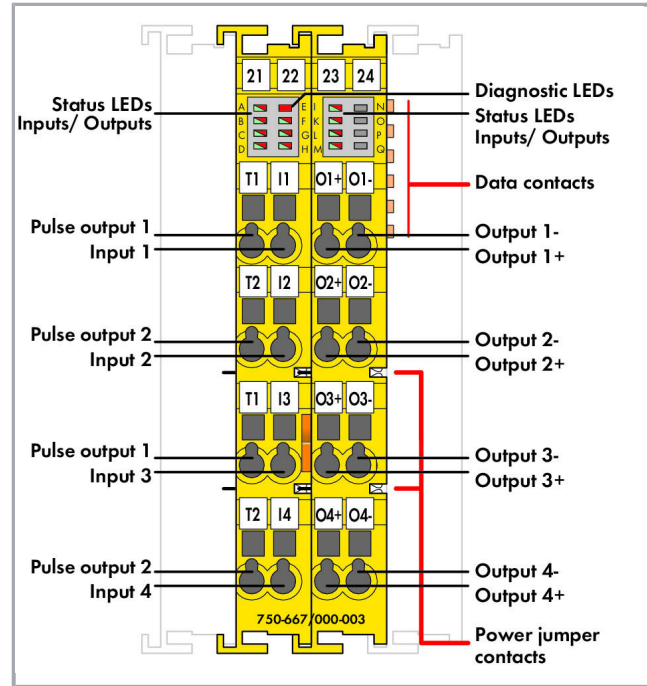 21 22 23 24
Diagnostic LEDs
Status LEDs
Inputs/ Outputs
A E I N
B F K O
C G L P
D H M Q
Status LEDs
Inputs/ Outputs
T1 I1 O1+ O1-
Data contacts
Pulse output 1
Input 1
Output 1-
Output 1+
T2 I2 O2+ O2-
Pulse output 2
Input 2
Output 2-
Output 2+
T1 I3 O3+ O3-
Pulse output 1
Input 3
Output 3-
Output 3+
T2 I4 O4+ O4-
Pulse output 2
Input 4
Output 4-
Output 4+
750-667/000-003
Power jumper
contacts